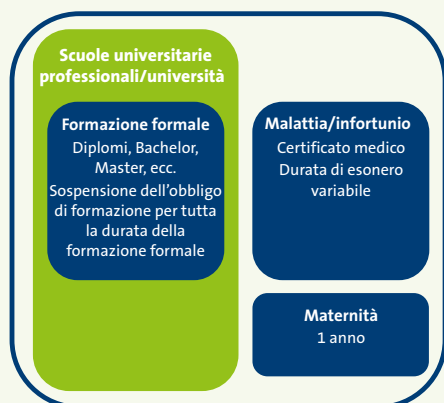 Scuole universitarie
professionali/università
Formazione formale
Diplomi, Bachelor,
Master, ecc.
Sospensione dell'obbligo
di formazione per tutta
la durata della
formazione formale
Malattia/infortunio
Certificato medico
Durata di esonero
variabile
Maternità
1 anno